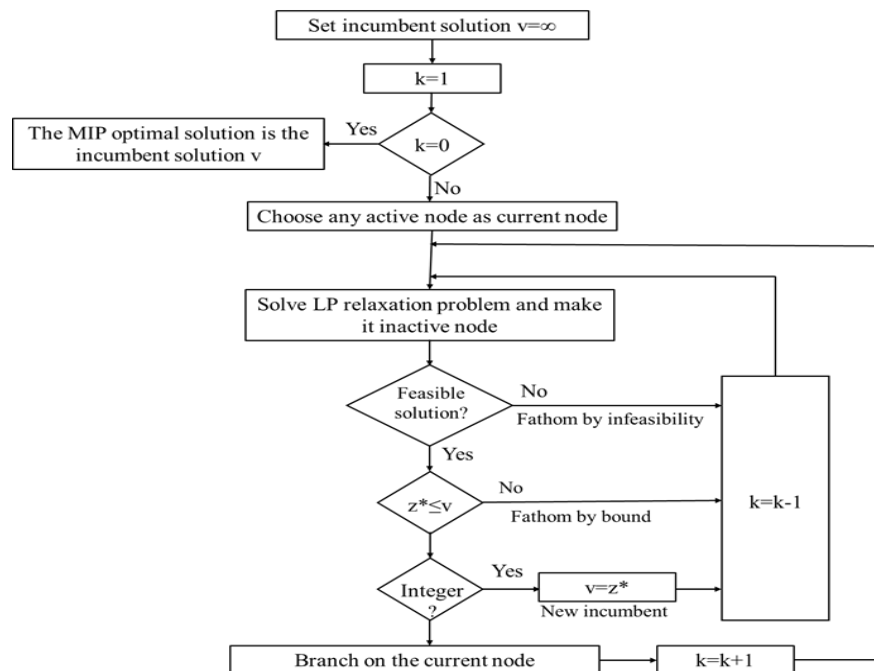 Set incumbent solution v=∞
k=1
Yes
The MIP optimal solution is the
incumbent solution v
k=0
No
Choose any active node as current node
Solve LP relaxation problem and make
it inactive node
Feasible
solution?
No
Fathom by infeasibility
Yes
z*≤v
No
Fathom by bound
k=k-1
Integer
?
Yes
v=z*
New incumbent
Branch on the current node
k=k+1